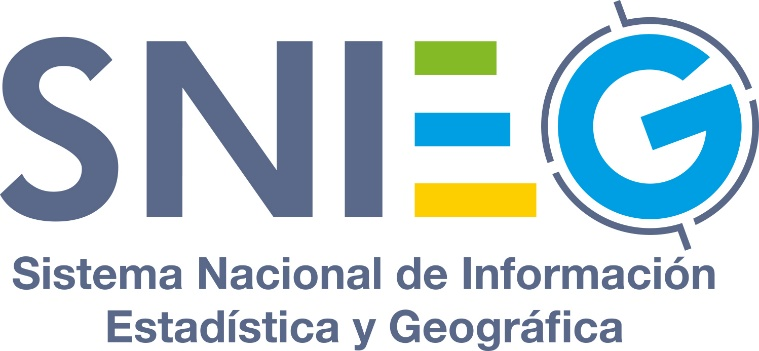 SNIEG
Sistema Nacional de Información
Estadística y Geográfica